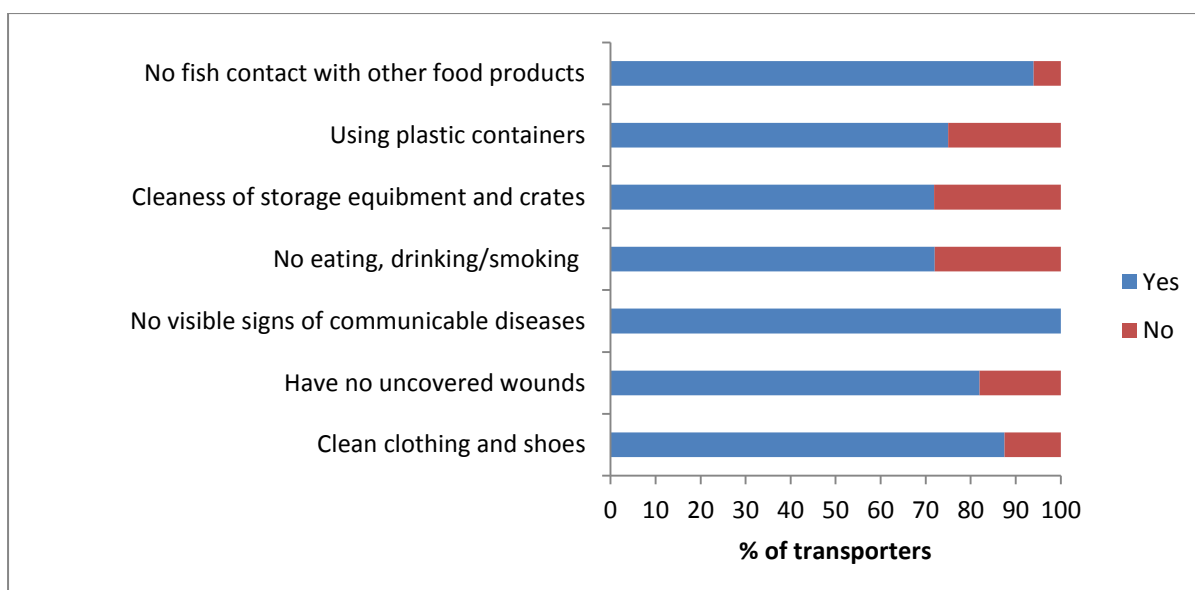 No fish contact with other food products
Using plastic containers
Cleaness of storage equibment and crates
No eating, drinking/smoking
No visible signs of communicable diseases
Have no uncovered wounds
Clean clothing and shoes
0 10 20 30 40 50 60 70 80 90 100
% of transporters
Yes
No